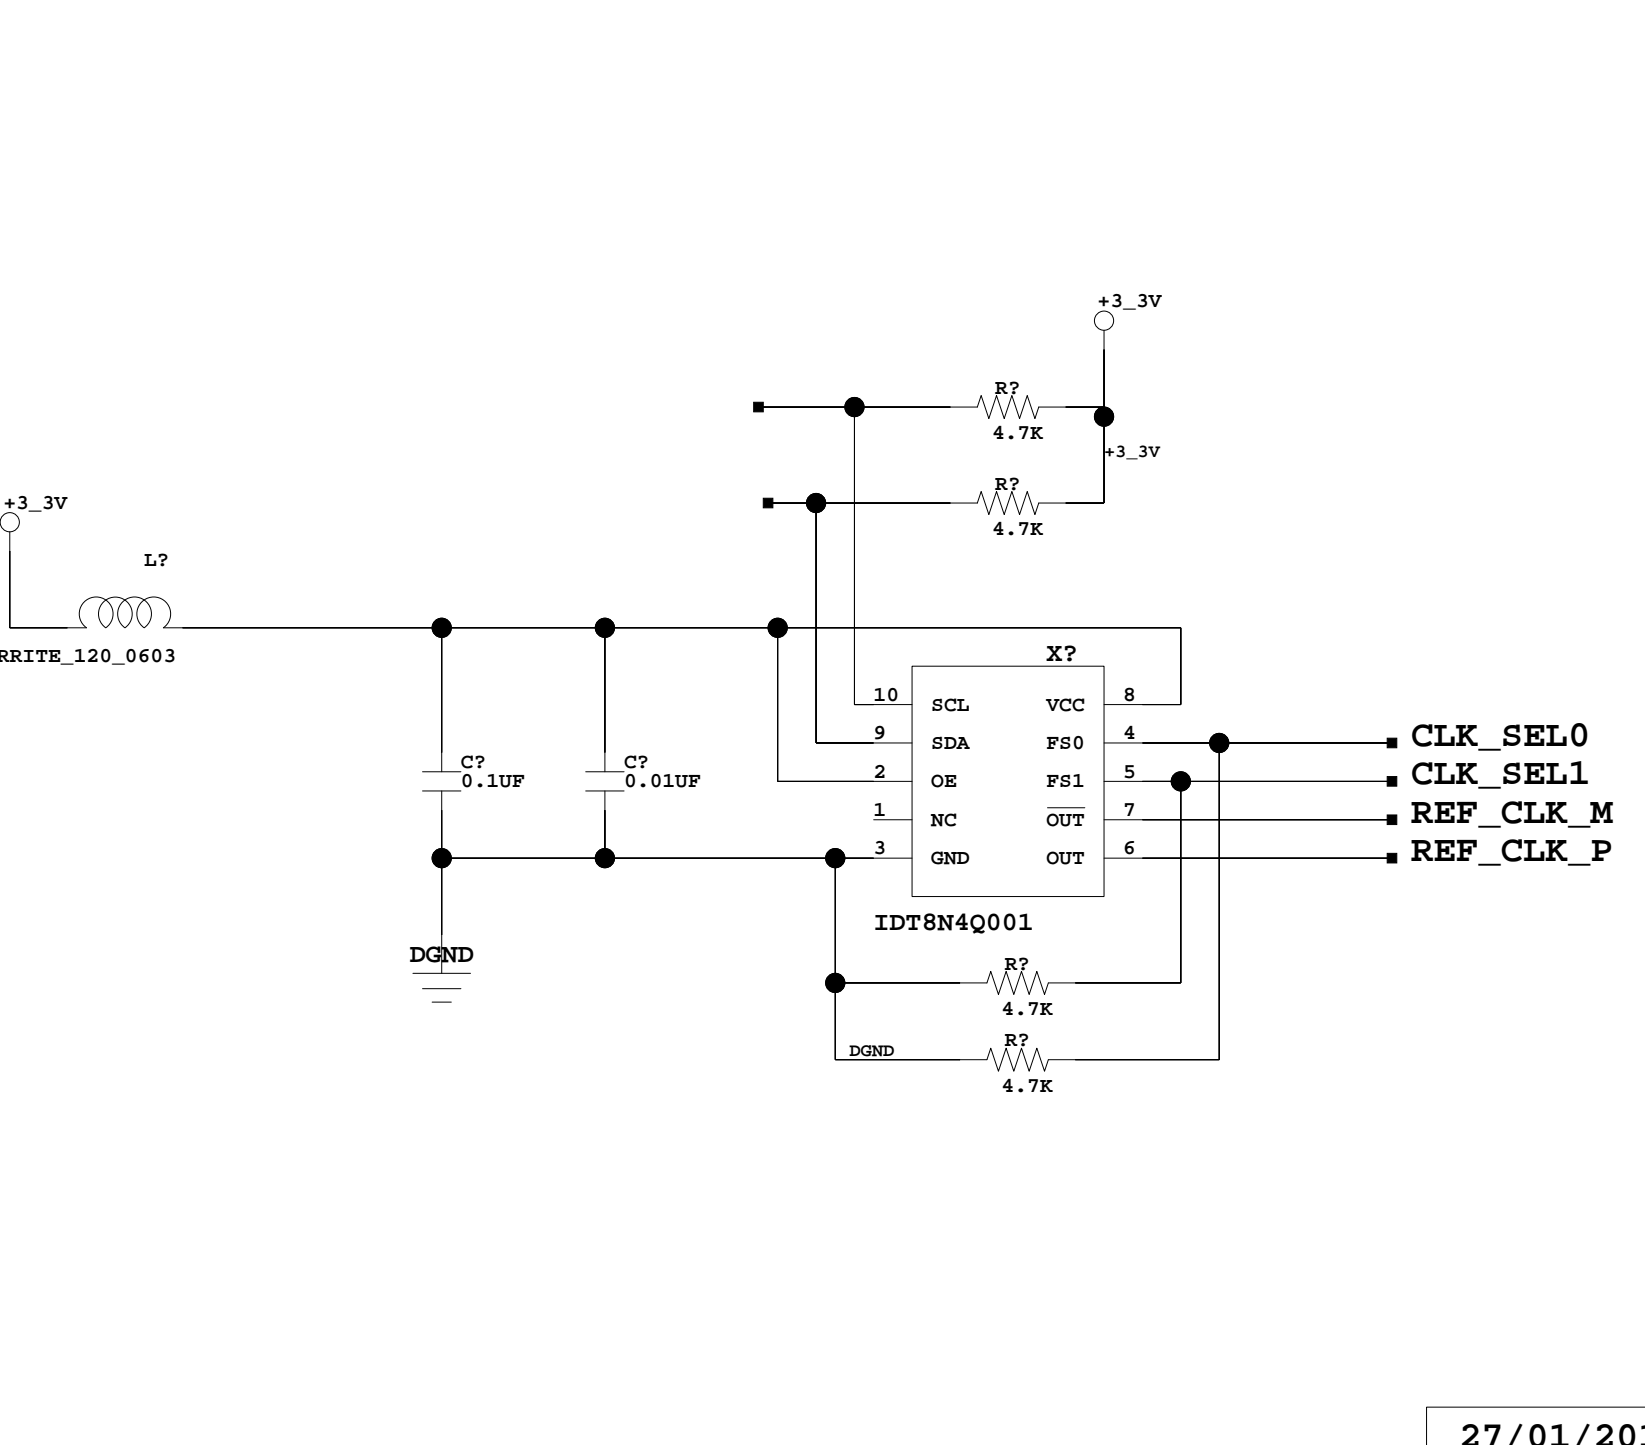 +3_3V
R?
4.7K
+3_3V
R?
4.7K
+3_3V
L?
RRITE_120_0603
X?
10 SCL VCC 8
9 SDA FS0 4 CLK_SEL0
2 OE FS1 5 CLK_SEL1
1 NC OUT 7 REF_CLK_M
3 GND OUT 6 REF_CLK_P
C?
0.1UF
C?
0.01UF
IDT8N4Q001
DGND
R?
4.7K
R?
DGND
4.7K
27/01/201